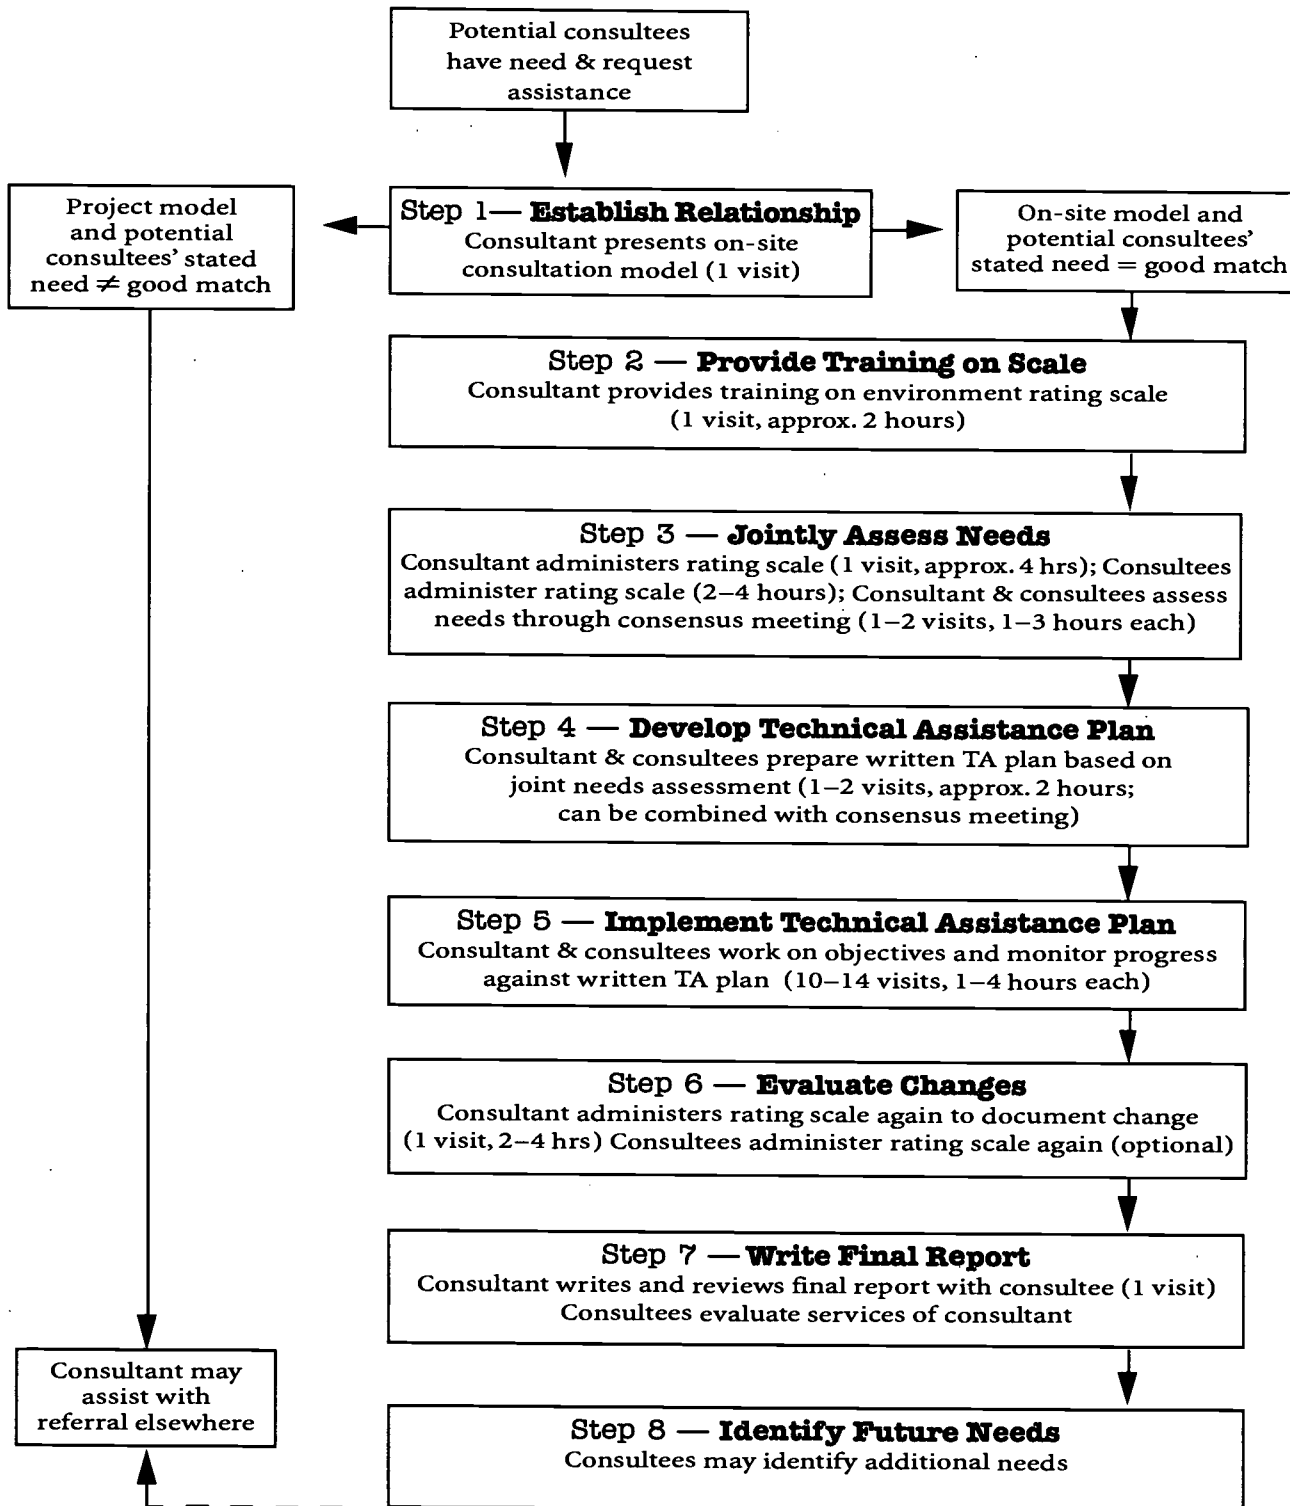 Potential consultees
have need & request
assistance
Project model
and potential
consultees' stated
need ≠ good match
Step 1— Establish Relationship
Consultant presents on-site
consultation model (1 visit)
On-site model and
potential consultees'
stated need = good match
Step 2 — Provide Training on Scale
Consultant provides training on environment rating scale
(1 visit, approx. 2 hours)
Step 3 — Jointly Assess Needs
Consultant administers rating scale (1 visit, approx. 4 hrs); Consultees
administer rating scale (2–4 hours); Consultant & consultees assess
needs through consensus meeting (1–2 visits, 1–3 hours each)
Step 4 — Develop Technical Assistance Plan
Consultant & consultees prepare written TA plan based on
joint needs assessment (1–2 visits, approx. 2 hours;
can be combined with consensus meeting)
Step 5 — Implement Technical Assistance Plan
Consultant & consultees work on objectives and monitor progress
against written TA plan (10–14 visits, 1–4 hours each)
Step 6 — Evaluate Changes
Consultant administers rating scale again to document change
(1 visit, 2–4 hrs) Consultees administer rating scale again (optional)
Step 7 — Write Final Report
Consultant writes and reviews final report with consultee (1 visit)
Consultees evaluate services of consultant
Consultant may
assist with
referral elsewhere
Step 8 — Identify Future Needs
Consultees may identify additional needs